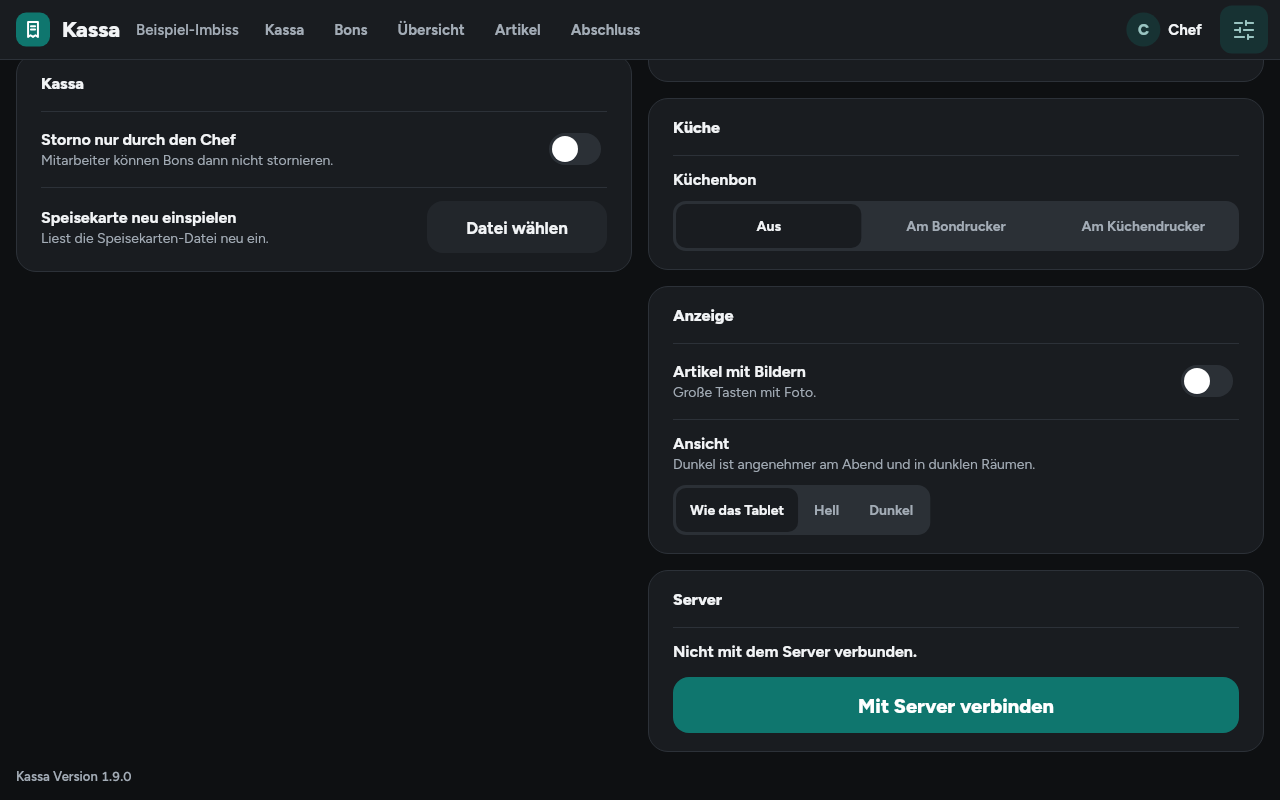 Kassa
Beispiel-Imbiss
Kassa
Bons
Übersicht
Artikel
Abschluss
C
Chef
Kassa
Storno nur durch den Chef
Mitarbeiter können Bons dann nicht stornieren.
Speisekarte neu einspielen
Liest die Speisekarten-Datei neu ein.
Datei wählen
Küche
Küchenbon
Aus
Am Bondrucker
Am Küchendrucker
Anzeige
Artikel mit Bildern
Große Tasten mit Foto.
Ansicht
Dunkel ist angenehmer am Abend und in dunklen Räumen.
Wie das Tablet
Hell
Dunkel
Server
Nicht mit dem Server verbunden.
Mit Server verbinden
Kassa Version 1.9.0